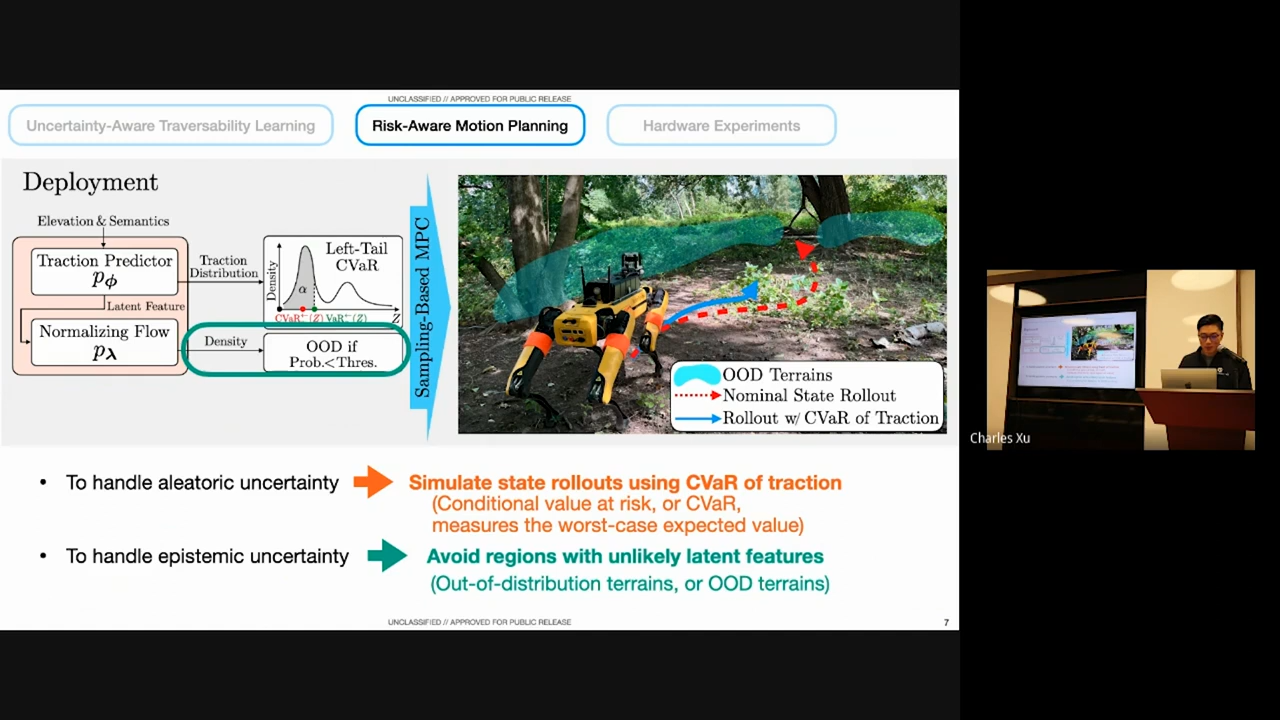 UNCLASSIFIED // APPROVED FOR PUBLIC RELEASE
Uncertainty-Aware Traversability Learning
Risk-Aware Motion Planning
Hardware Experiments
Deployment
Elevation & Semantics
Traction Predictor
pϕ
Traction
Distribution
Left-Tail
CVaR
Density
α
CVaRα←(Z) VaRα←(Z)
Z
Latent Feature
Normalizing Flow
pλ
Density
OOD if
Prob.<Thres.
Sampling-Based MPC
OOD Terrains
Nominal State Rollout
Rollout w/ CVaR of Traction
• To handle aleatoric uncertainty
Simulate state rollouts using CVaR of traction
(Conditional value at risk, or CVaR,
measures the worst-case expected value)
• To handle epistemic uncertainty
Avoid regions with unlikely latent features
(Out-of-distribution terrains, or OOD terrains)
UNCLASSIFIED // APPROVED FOR PUBLIC RELEASE
7
Charles Xu